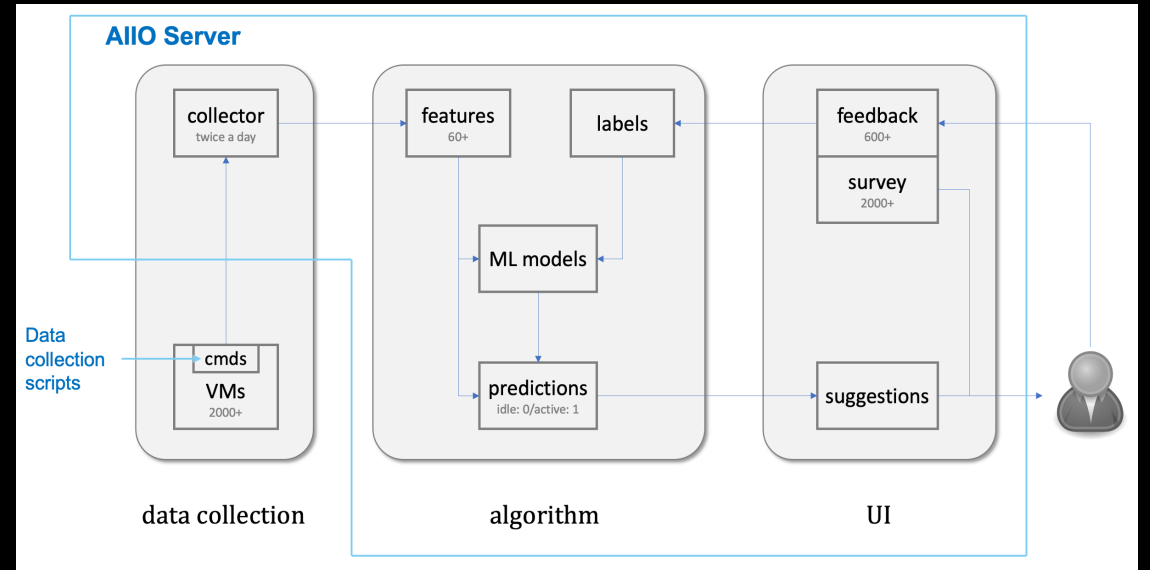 AIIO Server
collector
twice a day
features
60+
labels
feedback
600+
survey
2000+
ML models
Data
collection
scripts
cmds
VMs
2000+
predictions
idle: 0/active: 1
suggestions
data collection
algorithm
UI